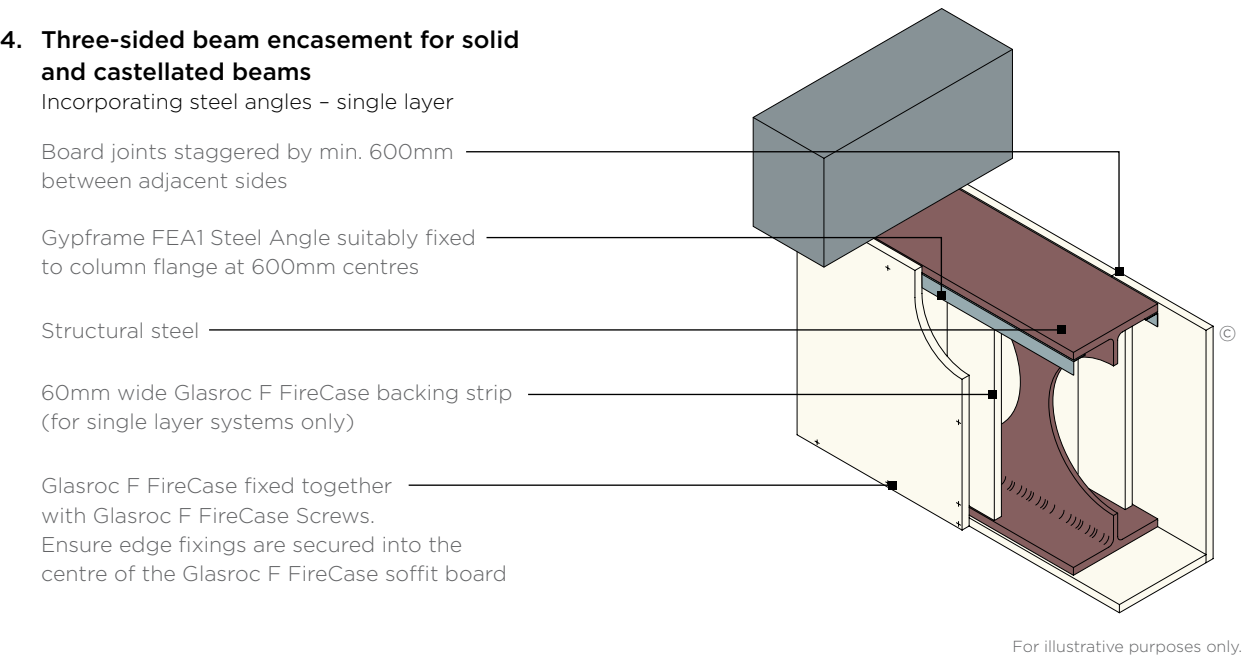 4. Three-sided beam encasement for solid
and castellated beams
Incorporating steel angles – single layer
Board joints staggered by min. 600mm
between adjacent sides
Gypframe FEA1 Steel Angle suitably fixed
to column flange at 600mm centres
Structural steel
©
60mm wide Glasroc F FireCase backing strip
(for single layer systems only)
Glasroc F FireCase fixed together
with Glasroc F FireCase Screws.
Ensure edge fixings are secured into the
centre of the Glasroc F FireCase soffit board
For illustrative purposes only.